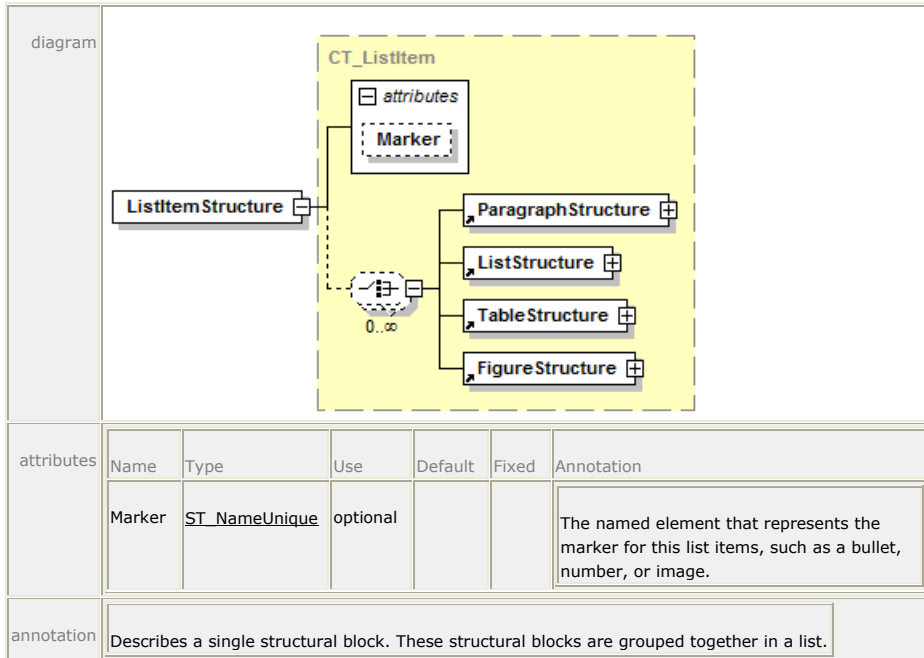 diagram
CT_ListItem
attributes
Marker
ListItemStructure
ParagraphStructure
ListStructure
TableStructure
FigureStructure
0..∞
attributes
Name Type Use Default Fixed Annotation
Marker ST_NameUnique optional
The named element that represents the
marker for this list items, such as a bullet,
number, or image.
annotation
Describes a single structural block. These structural blocks are grouped together in a list.